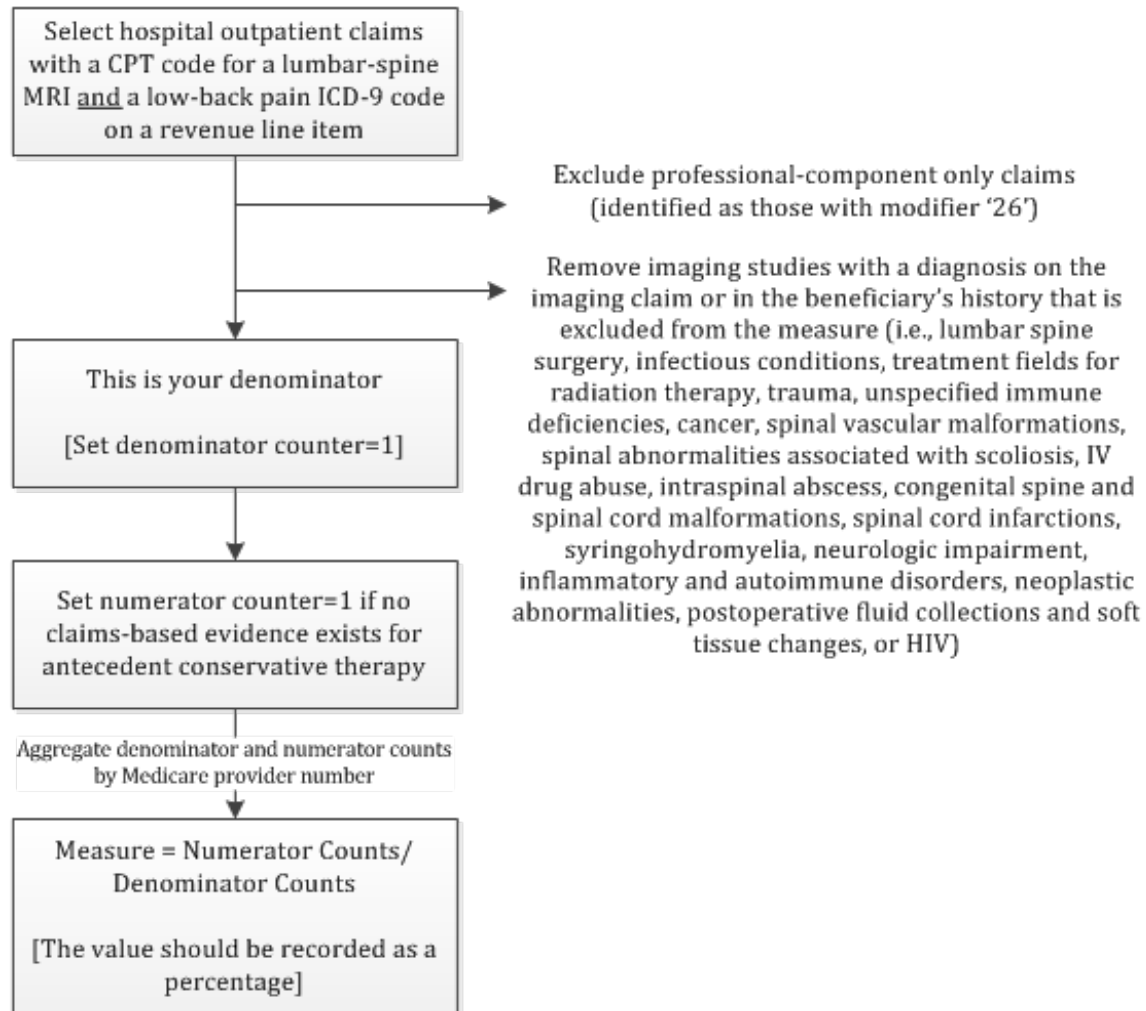 Select hospital outpatient claims
with a CPT code for a lumbar-spine
MRI and a low-back pain ICD-9 code
on a revenue line item
Exclude professional-component only claims
(identified as those with modifier ‘26’)
Remove imaging studies with a diagnosis on the
imaging claim or in the beneficiary’s history that is
excluded from the measure (i.e., lumbar spine
surgery, infectious conditions, treatment fields for
radiation therapy, trauma, unspecified immune
deficiencies, cancer, spinal vascular malformations,
spinal abnormalities associated with scoliosis, IV
drug abuse, intraspinal abscess, congenital spine and
spinal cord malformations, spinal cord infarctions,
syringohydromyelia, neurologic impairment,
inflammatory and autoimmune disorders, neoplastic
abnormalities, postoperative fluid collections and soft
tissue changes, or HIV)
This is your denominator
[Set denominator counter=1]
Set numerator counter=1 if no
claims-based evidence exists for
antecedent conservative therapy
Aggregate denominator and numerator counts
by Medicare provider number
Measure = Numerator Counts/
Denominator Counts
[The value should be recorded as a
percentage]